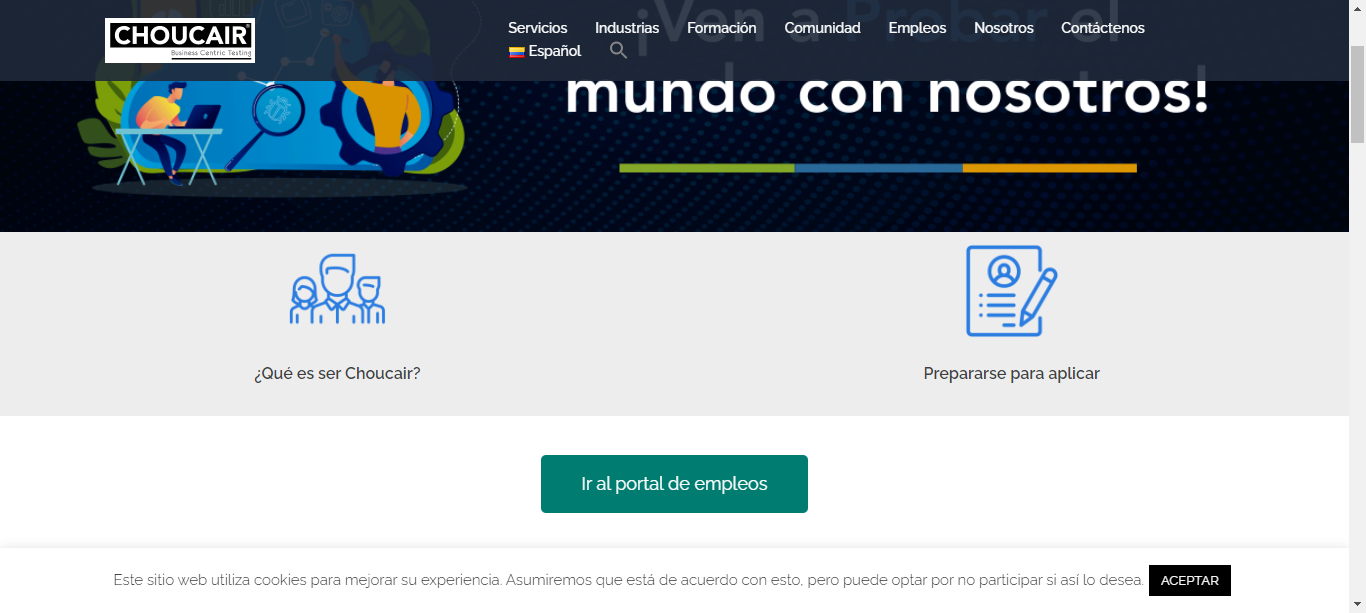 CHOUCAIR
Business Centric Testing
Servicios Industrias Formación Comunidad Empleos Nosotros Contáctenos
Español
¡Ven a Probar el
mundo con nosotros!
¿Qué es ser Choucair?
Prepararse para aplicar
Ir al portal de empleos
Este sitio web utiliza cookies para mejorar su experiencia. Asumiremos que está de acuerdo con esto, pero puede optar por no participar si así lo desea. ACEPTAR